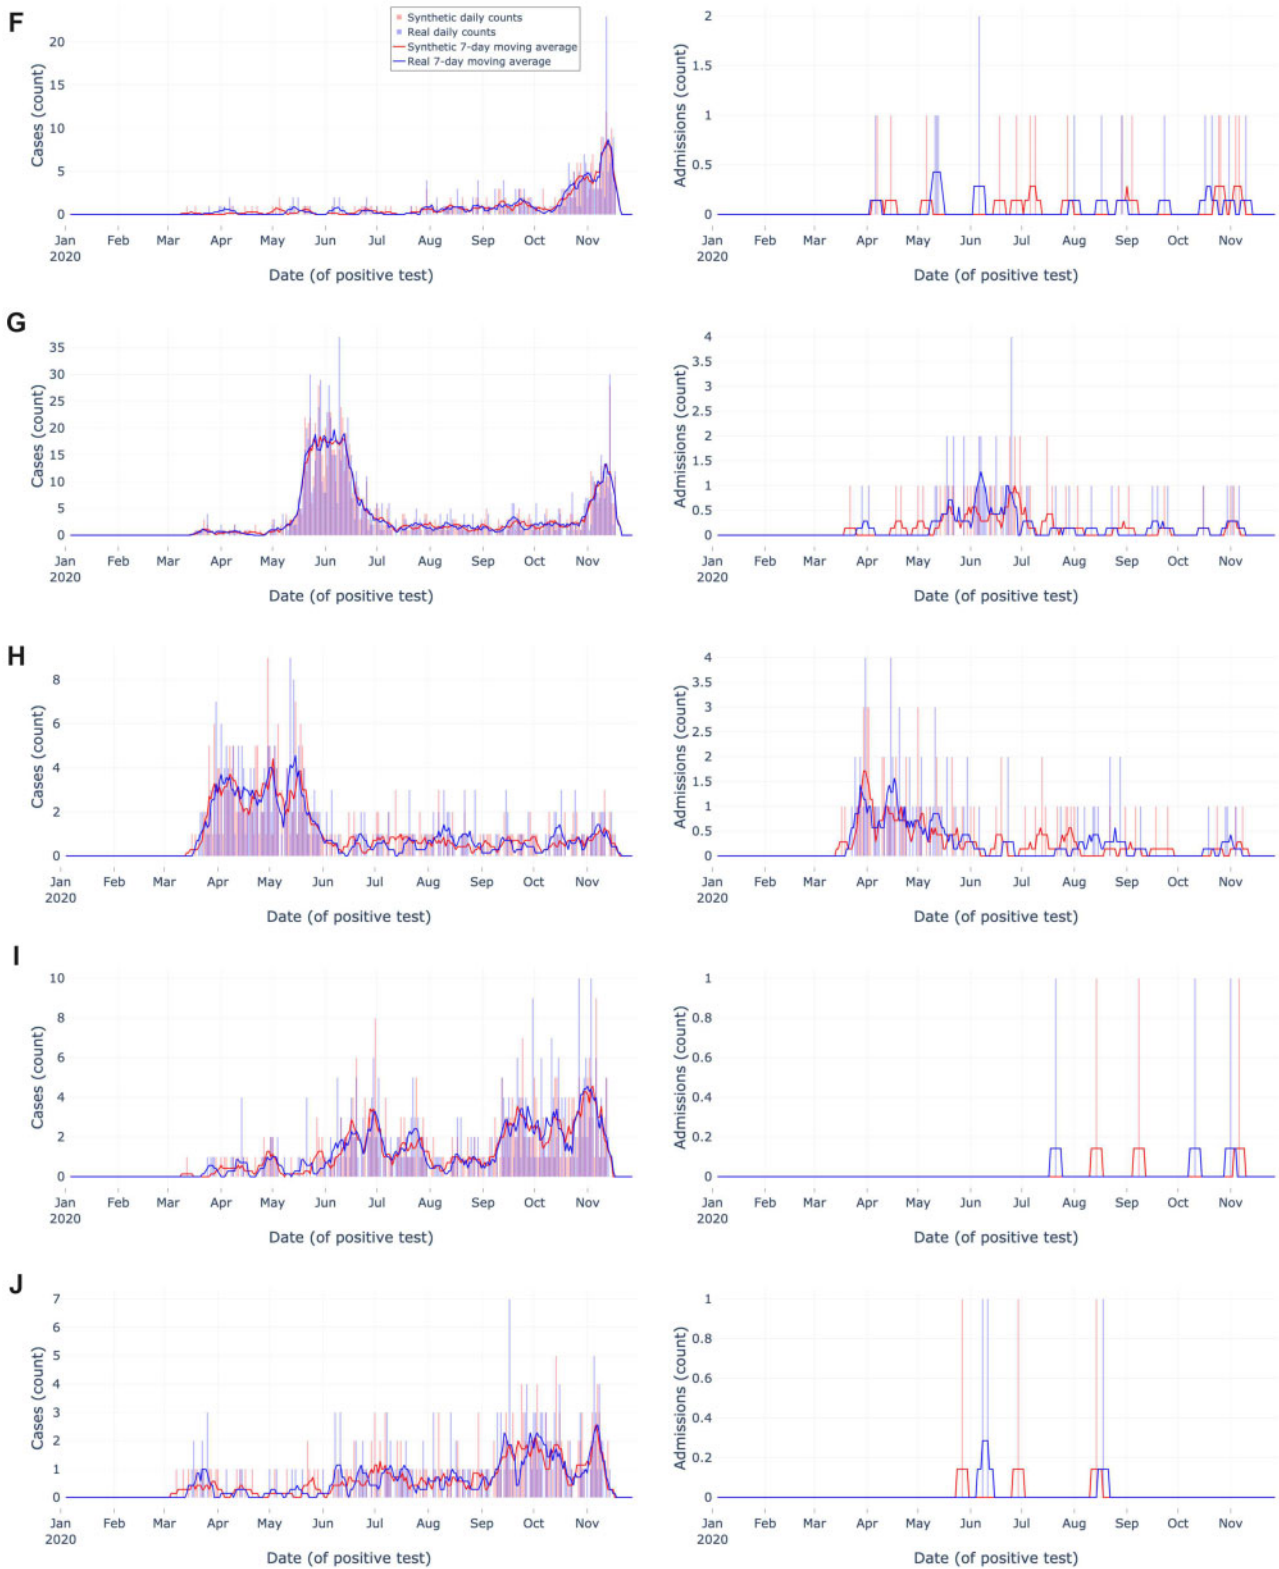 F
Synthetic daily counts
Real daily counts
Synthetic 7-day moving average
Real 7-day moving average
Cases (count)
20
15
10
5
0
Jan Feb Mar Apr May Jun Jul Aug Sep Oct Nov
2020
Date (of positive test)
Admissions (count)
2
1.5
1
0.5
0
Jan Feb Mar Apr May Jun Jul Aug Sep Oct Nov
2020
Date (of positive test)
G
Cases (count)
35
30
25
20
15
10
5
0
Jan Feb Mar Apr May Jun Jul Aug Sep Oct Nov
2020
Date (of positive test)
Admissions (count)
4
3.5
3
2.5
2
1.5
1
0.5
0
Jan Feb Mar Apr May Jun Jul Aug Sep Oct Nov
2020
Date (of positive test)
H
Cases (count)
8
6
4
2
0
Jan Feb Mar Apr May Jun Jul Aug Sep Oct Nov
2020
Date (of positive test)
Admissions (count)
4
3.5
3
2.5
2
1.5
1
0.5
0
Jan Feb Mar Apr May Jun Jul Aug Sep Oct Nov
2020
Date (of positive test)
I
Cases (count)
10
8
6
4
2
0
Jan Feb Mar Apr May Jun Jul Aug Sep Oct Nov
2020
Date (of positive test)
Admissions (count)
1
0.8
0.6
0.4
0.2
0
Jan Feb Mar Apr May Jun Jul Aug Sep Oct Nov
2020
Date (of positive test)
J
Cases (count)
7
6
5
4
3
2
1
0
Jan Feb Mar Apr May Jun Jul Aug Sep Oct Nov
2020
Date (of positive test)
Admissions (count)
1
0.8
0.6
0.4
0.2
0
Jan Feb Mar Apr May Jun Jul Aug Sep Oct Nov
2020
Date (of positive test)